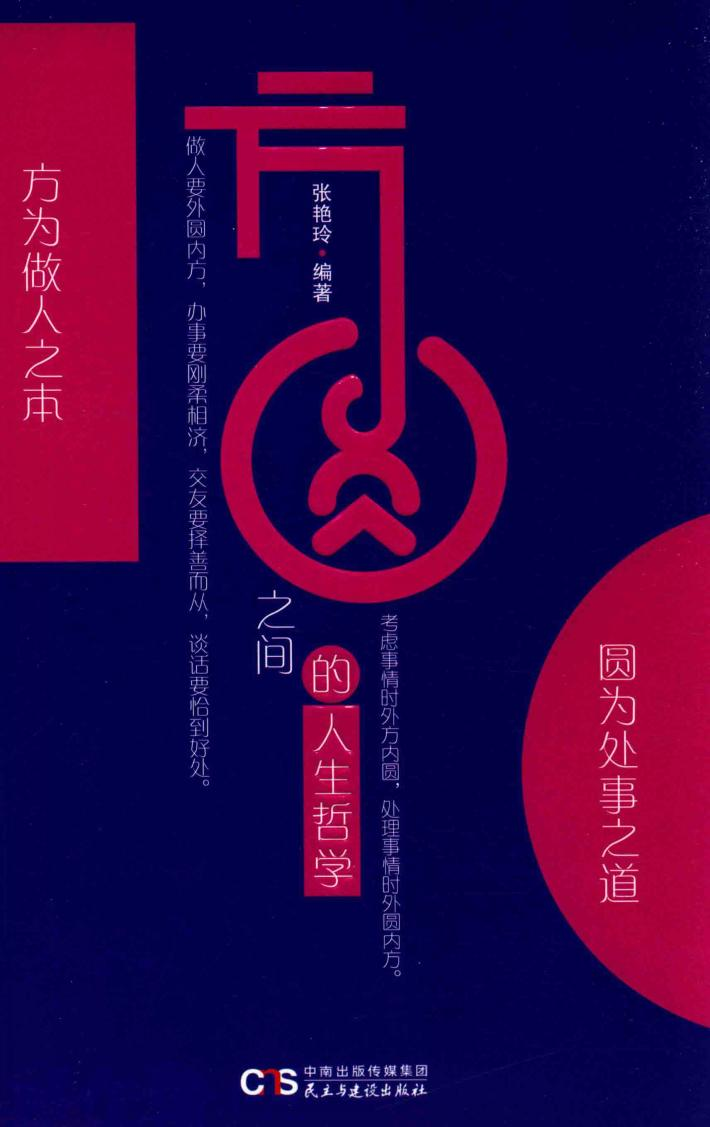 方圆
之间
的人生哲学
张艳玲·编著
方为做人之本
圆为处事之道
做人要外圆内方，办事要刚柔相济，交友要择善而从，谈话要恰到好处。
考虑事情时外方内圆，处理事情时外圆内方。
CNS
中南出版传媒集团
民主与建设出版社